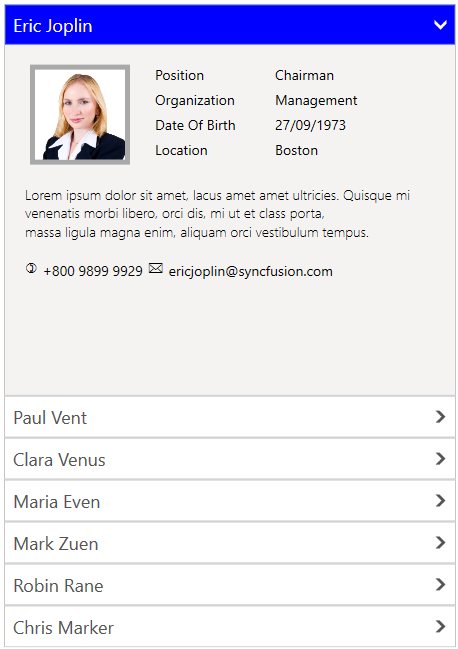 Eric Joplin
Position Chairman
Organization Management
Date Of Birth 27/09/1973
Location Boston
Lorem ipsum dolor sit amet, lacus amet amet ultricies. Quisque mi
venenatis morbi libero, orci dis, mi ut et class porta,
massa ligula magna enim, aliquam orci vestibulum tempus.
+800 9899 9929 ericjoplin@syncfusion.com
Paul Vent
Clara Venus
Maria Even
Mark Zuen
Robin Rane
Chris Marker